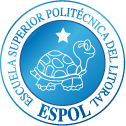 ESCUELA SUPERIOR POLITÉCNICA DEL LITORAL
ESPOL